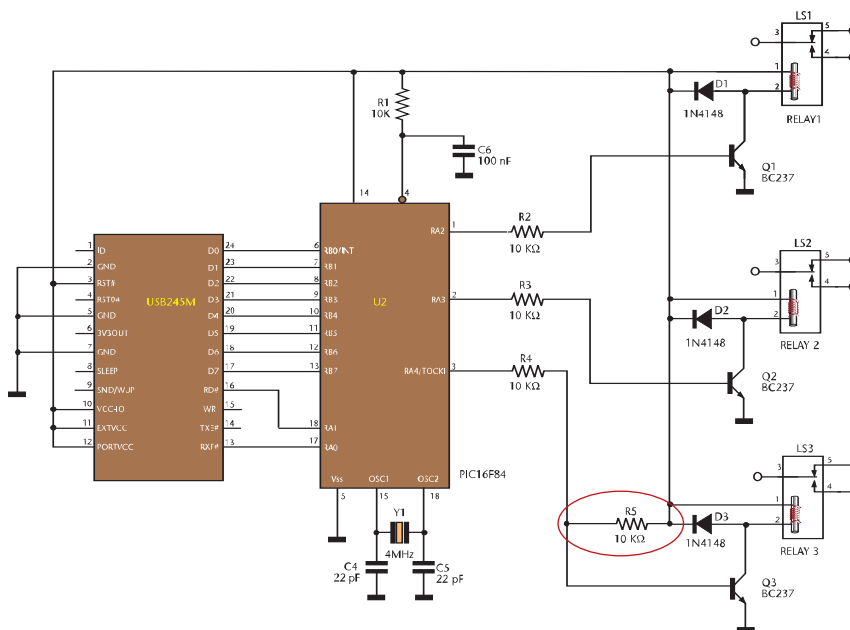 LS1
3
5
4
1
2
RELAY1
D1
1N4148
Q1
BC237
R1
10K
C6
100 nF
14
4
U2
PIC16F84
RB0/INT
RB1
RB2
RB3
RB4
RB5
RB6
RB7
RA1
RA0
RA2
RA3
RA4/TOCKI
Vss
OSC1
OSC2
6
7
8
9
10
11
12
13
18
17
1
2
3
5
15
18
USB245M
1 ID
2 GND
3 RST#
4 RST0#
5 GND
6 3V3OUT
7 GND
8 SLEEP
9 SND/WUP
10 VCC-IO
11 EXTVCC
12 PORTVCC
D0 24
D1 23
D2 22
D3 21
D4 20
D5 19
D6 18
D7 17
RD# 16
WR 15
TXE# 14
RXF# 13
R2
10 KΩ
R3
10 KΩ
R4
10 KΩ
LS2
3
5
4
1
2
RELAY 2
D2
1N4148
Q2
BC237
Y1
4MHz
C4
22 pF
C5
22 pF
R5
10 KΩ
LS3
3
5
4
1
2
RELAY 3
D3
1N4148
Q3
BC237